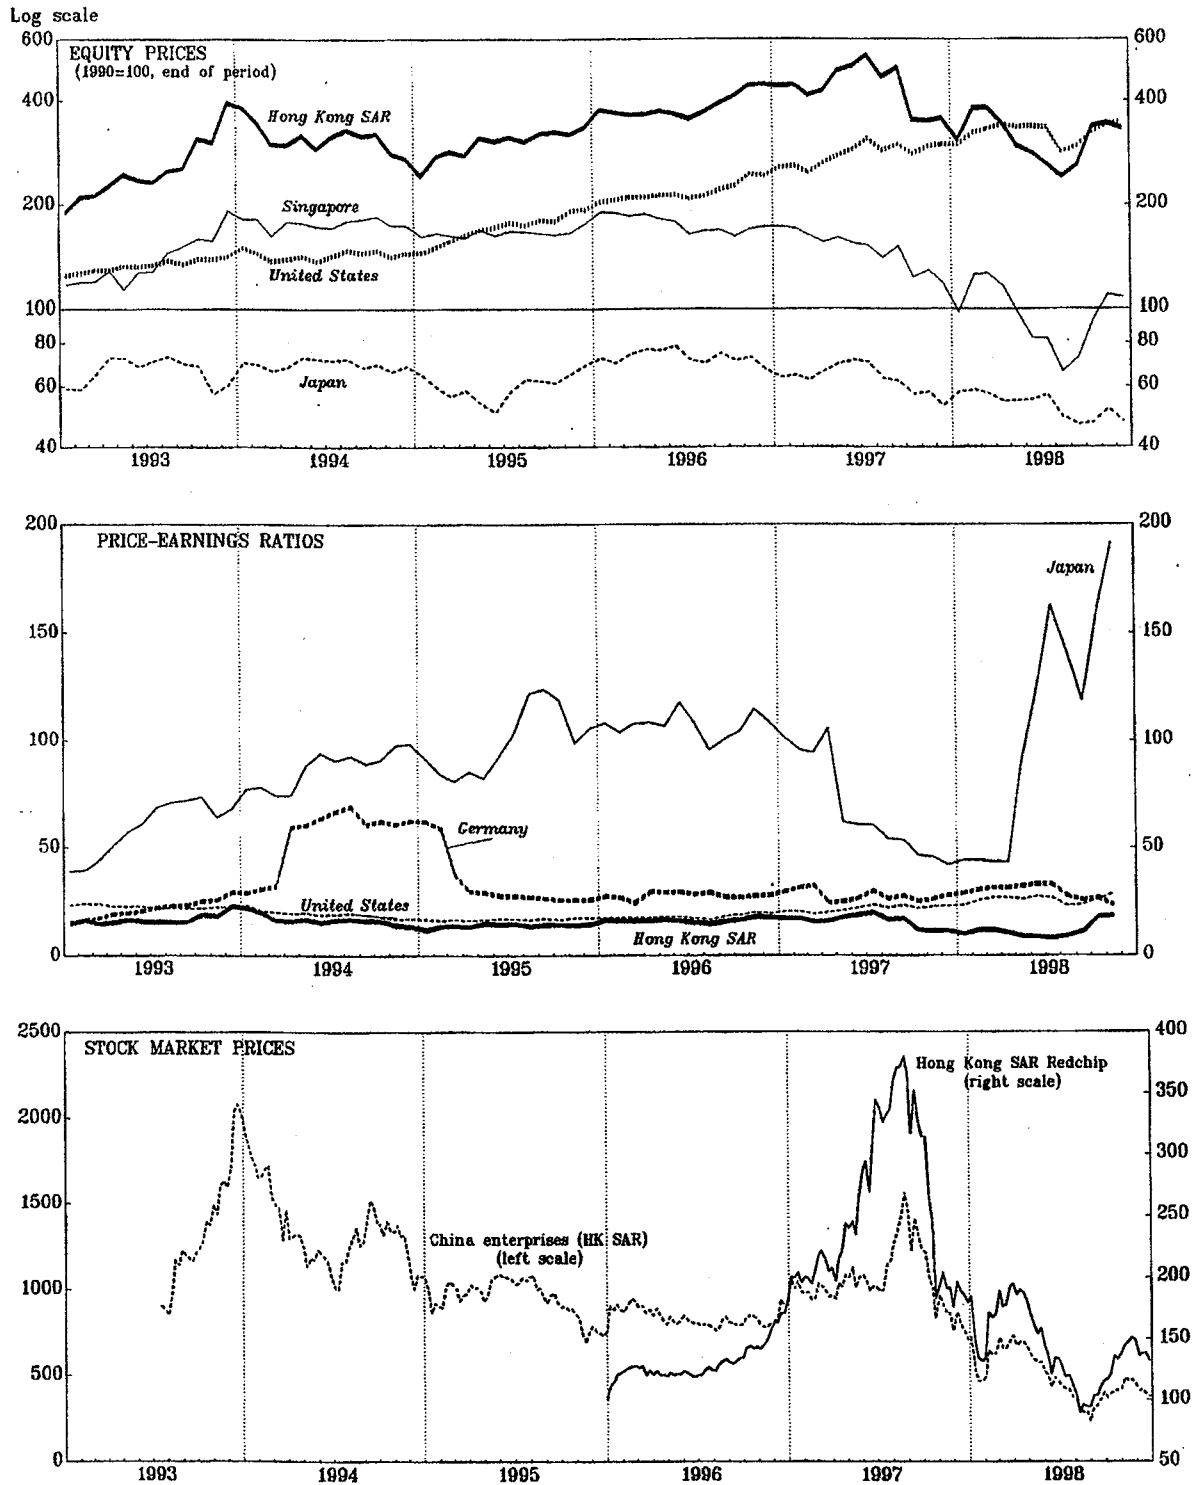 Log scale
600 600
EQUITY PRICES
(1990=100, end of period)
400 400
Hong Kong SAR
200 200
Singapore
United States
100 100
80 80
Japan
60 60
40 40
1993 1994 1995 1996 1997 1998
200 200
PRICE-EARNINGS RATIOS
Japan
150 150
100 100
Germany
50 50
United States
Hong Kong SAR
0 0
1993 1994 1995 1996 1997 1998
2500 400
STOCK MARKET PRICES
Hong Kong SAR Redchip
(right scale)
350
2000
300
1500
250
China enterprises (HK SAR)
(left scale)
1000 200
150
500
100
0 50
1993 1994 1995 1996 1997 1998